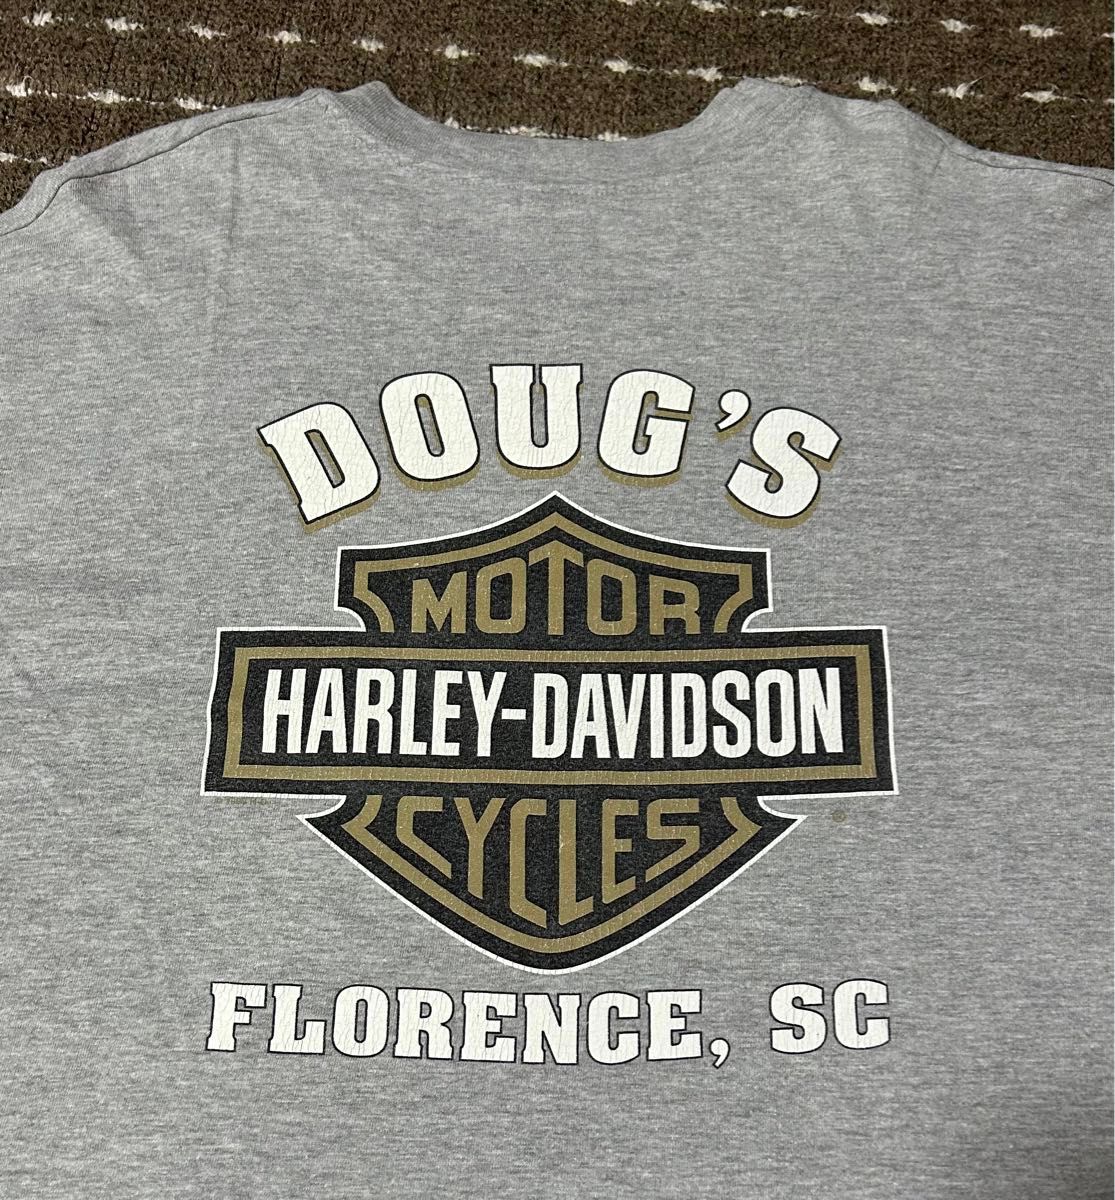 DOUG'S
MOTOR
HARLEY-DAVIDSON
CYCLES
®
FLORENCE, SC